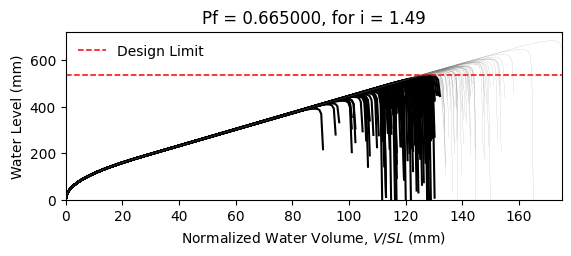 Pf = 0.665000, for i = 1.49
Design Limit
Water Level (mm)
600
400
200
0
0 20 40 60 80 100 120 140 160
Normalized Water Volume, V/SL (mm)